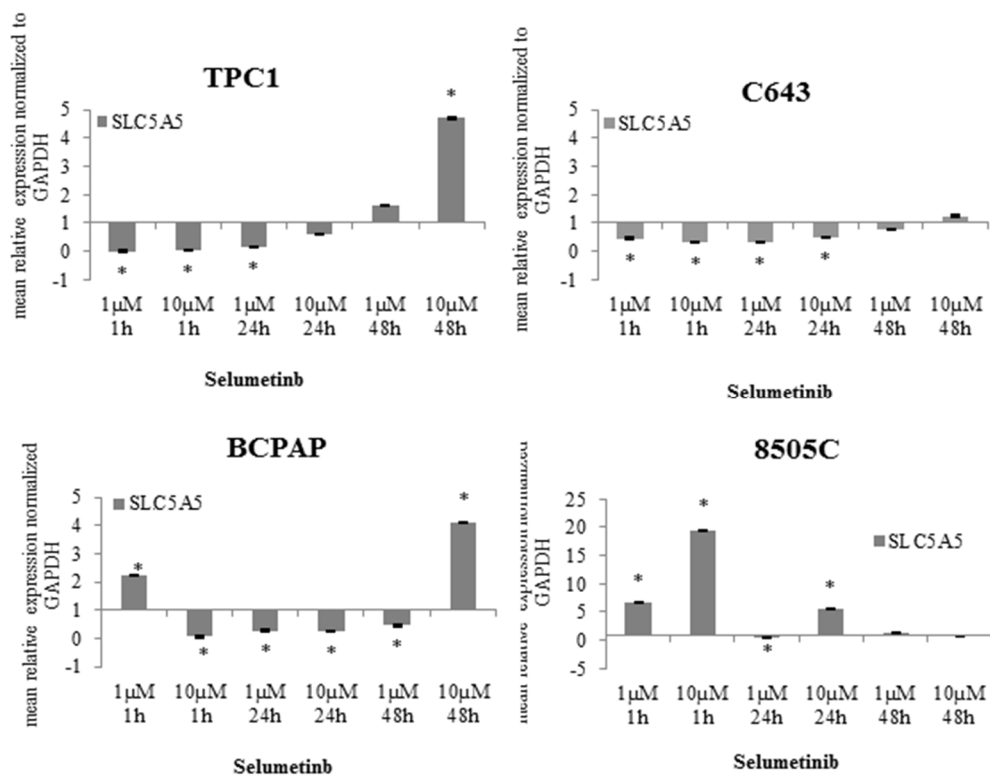 TPC1
mean relative expression normalized to
GAPDH
SLC5A5
5
4
3
2
1
0
-1
*
*
*
*
1µM 10µM 1µM 10µM 1µM 10µM
1h 1h 24h 24h 48h 48h
Selumetinb
C643
mean relative expression normalized to
GAPDH
SLC5A5
5
4
3
2
1
0
-1
*
*
*
*
1µM 10µM 1µM 10µM 1µM 10µM
1h 1h 24h 24h 48h 48h
Selumetinib
BCPAP
mean relative expression normalized
GAPDH
SLC5A5
5
4
3
2
1
0
-1
*
*
*
*
*
*
1µM 10µM 1µM 10µM 1µM 10µM
1h 1h 24h 24h 48h 48h
Selumetinib
8505C
mean relative expression normalized
GAPDH
SLC5A5
25
20
15
10
5
0
-5
*
*
*
*
1µM 10µM 1µM 10µM 1µM 10µM
1h 1h 24h 24h 48h 48h
Selumetinib